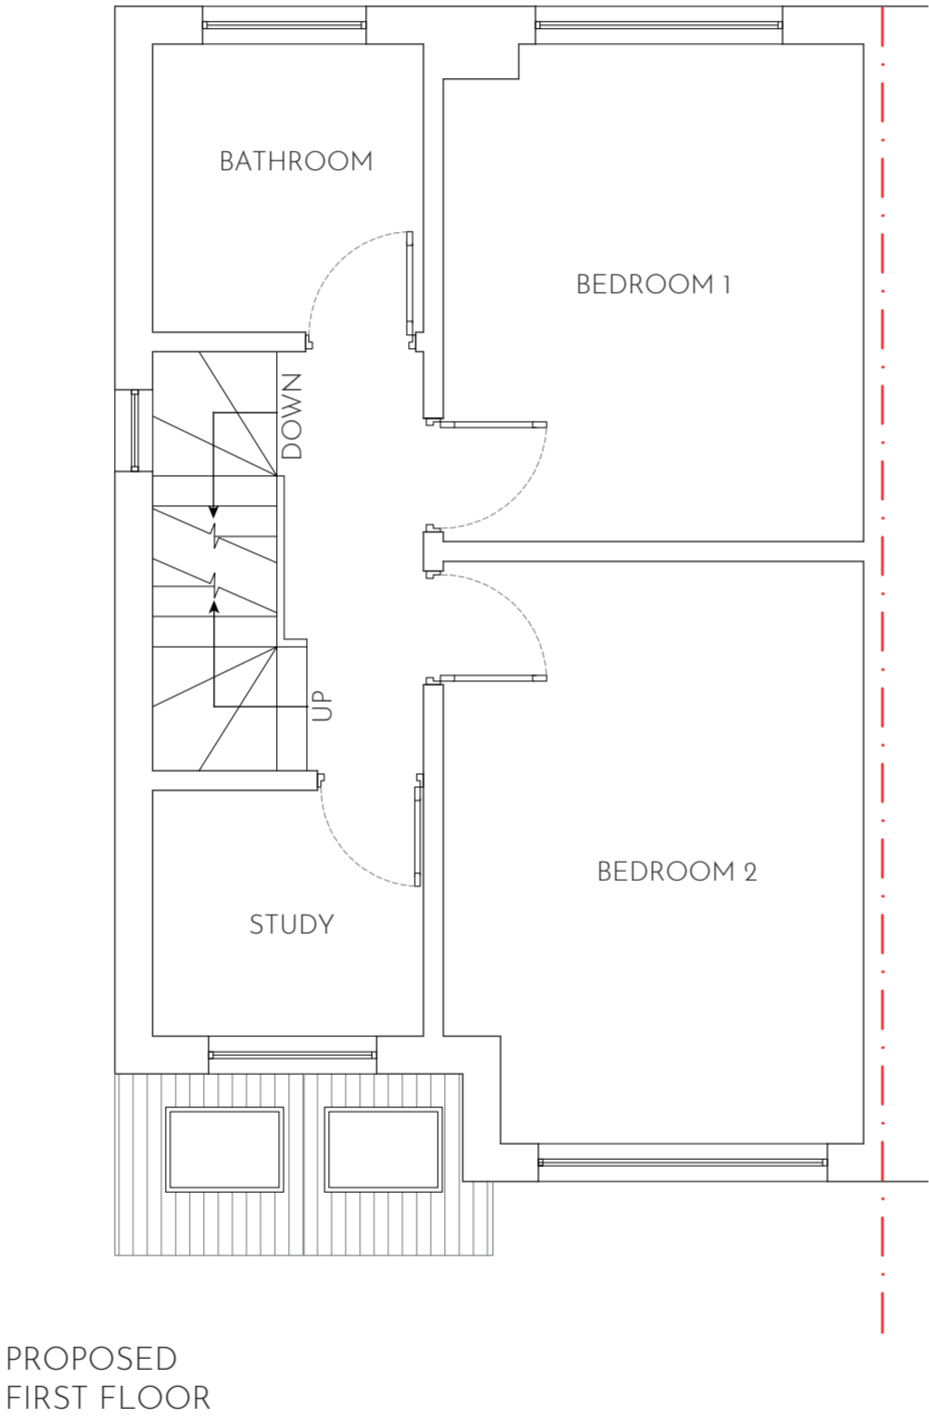 BATHROOM
BEDROOM 1
DOWN
UP
BEDROOM 2
STUDY
PROPOSED
FIRST FLOOR